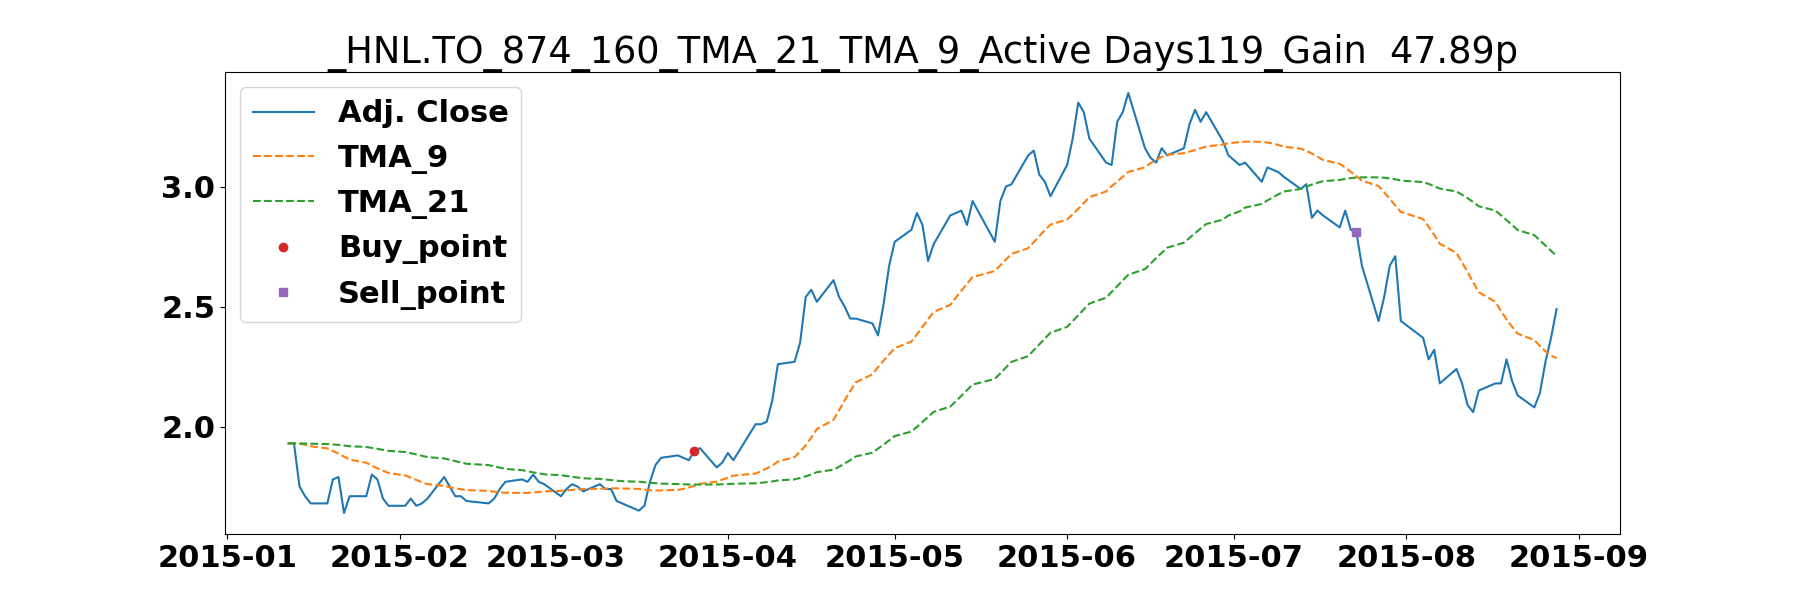 _HNL.TO_874_160_TMA_21_TMA_9_Active Days119_Gain  47.89p
Adj. Close
TMA_9
TMA_21
Buy_point
Sell_point
3.0
2.5
2.0
2015-01 2015-02 2015-03 2015-04 2015-05 2015-06 2015-07 2015-08 2015-09